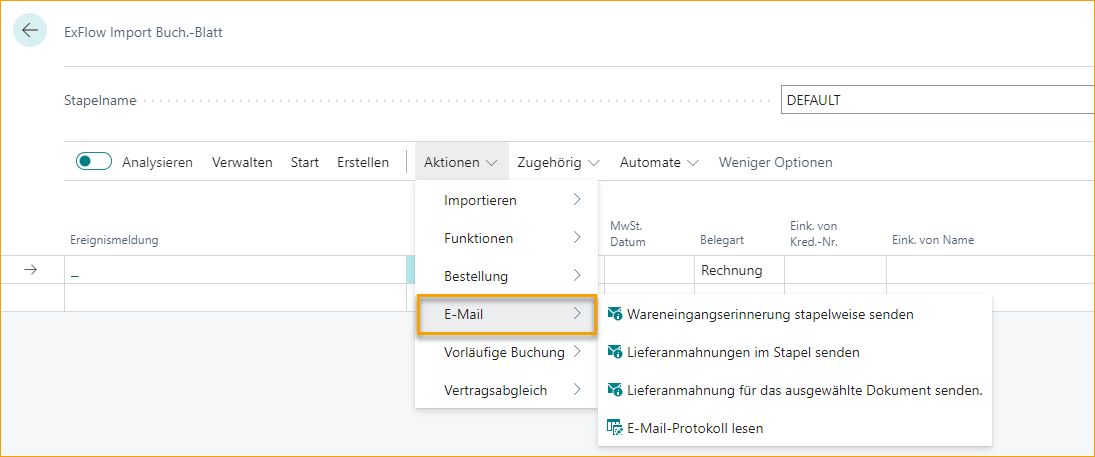 ExFlow Import Buch.-Blatt
Stapelname
DEFAULT
Analysieren Verwalten Start Erstellen Aktionen Zugehörig Automate Weniger Optionen
Importieren
Funktionen
Bestellung
E-Mail
Vorläufige Buchung
Vertragsabgleich
Ereignismeldung
MwSt.
Datum
Belegart
Eink. von
Kred.-Nr.
Eink. von Name
_
Rechnung
Wareneingangserinnerung stapelweise senden
Lieferanmahnungen im Stapel senden
Lieferanmahnung für das ausgewählte Dokument senden.
E-Mail-Protokoll lesen